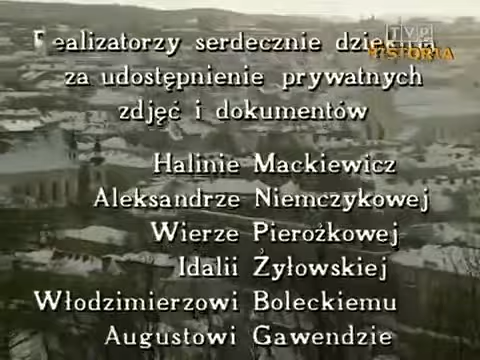 Realizatorzy serdecznie dziękują
za udostępnienie prywatnych
zdjęć i dokumentów
Halinie Mackiewicz
Aleksandrze Niemczykowej
Wierze Pierożkowej
Idalii Żyłowskiej
Włodzimierzowi Boleckiemu
Augustowi Gawendzie
TVP
HISTORIA